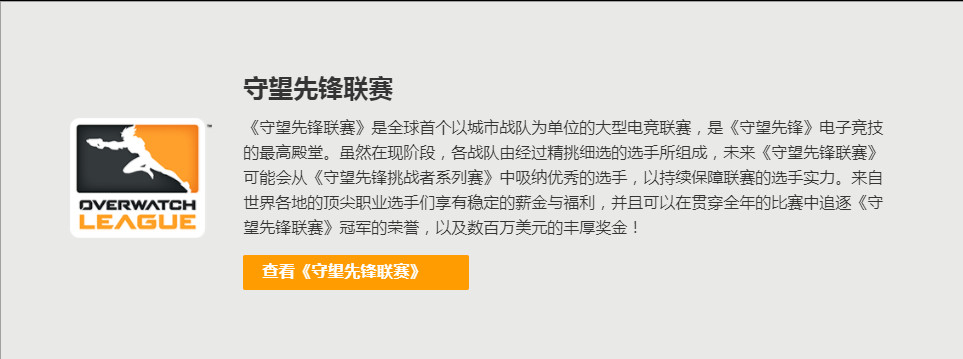 守望先锋联赛
《守望先锋联赛》是全球首个以城市战队为单位的大型电竞联赛，是《守望先锋》电子竞技
的最高殿堂。虽然在现阶段，各战队由经过精挑细选的选手所组成，未来《守望先锋联赛》
可能会从《守望先锋挑战者系列赛》中吸纳优秀的选手，以持续保障联赛的选手实力。来自
世界各地的顶尖职业选手们享有稳定的薪金与福利，并且可以在贯穿全年的比赛中追逐《守
望先锋联赛》冠军的荣誉，以及数百万美元的丰厚奖金！
OVERWATCH
LEAGUE
™
查看《守望先锋联赛》